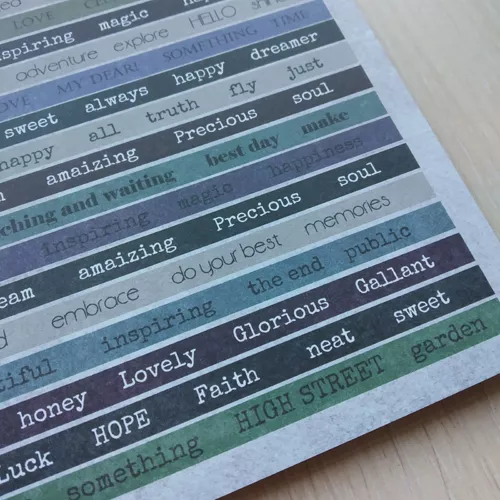 LOVE
inspiring magic
adventure explore HELLO
LOVE MY DEAR! SOMETHING TIME
sweet always happy dreamer
happy all truth fly just
amaizing Precious soul
best day make
ching and waiting
inspiring magic happiness
eam amaizing Precious soul
embrace do your best memories
tiful inspiring the end public
honey Lovely Glorious Gallant
Luck HOPE Faith neat sweet
something HIGH STREET garden